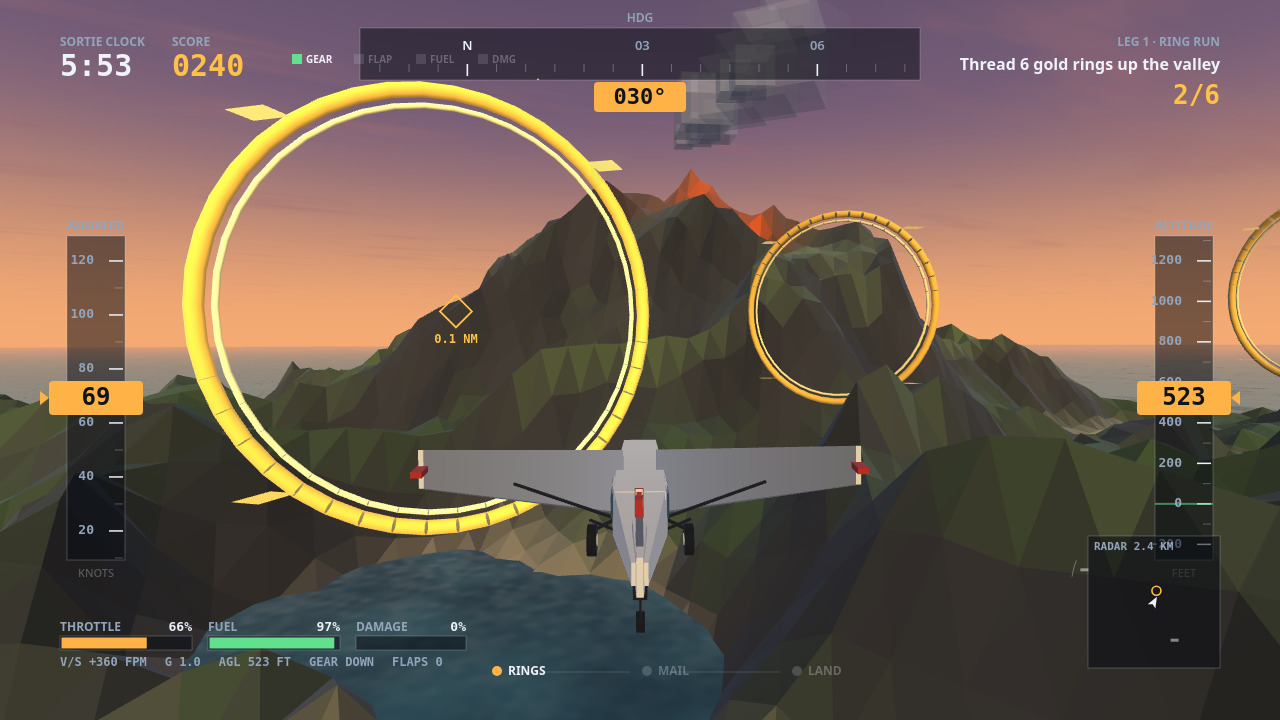 HDG
SORTIE CLOCK
5:53
SCORE
0240
GEAR
FLAP
FUEL
DMG
N
03
06
030°
LEG 1 · RING RUN
Thread 6 gold rings up the valley
2/6
120
100
80
60
40
20
69
KNOTS
0.1 NM
1200
1000
800
600
400
200
0
-200
523
FEET
RADAR 2.4 KM
THROTTLE 66%
FUEL 97%
DAMAGE 0%
V/S +360 FPM G 1.0 AGL 523 FT GEAR DOWN FLAPS 0
RINGS
MAIL
LAND